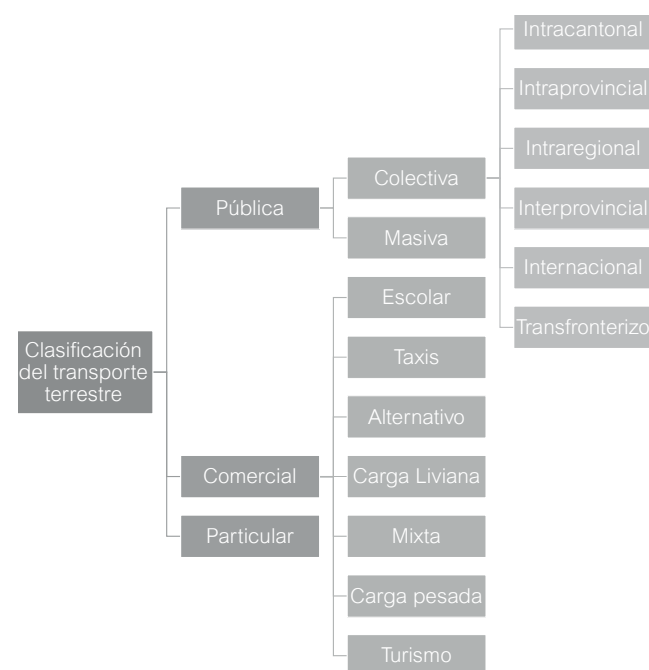 Clasificación
del transporte
terrestre
Pública
Comercial
Particular
Colectiva
Masiva
Escolar
Taxis
Alternativo
Carga Liviana
Mixta
Carga pesada
Turismo
Intracantonal
Intraprovincial
Intraregional
Interprovincial
Internacional
Transfronterizo